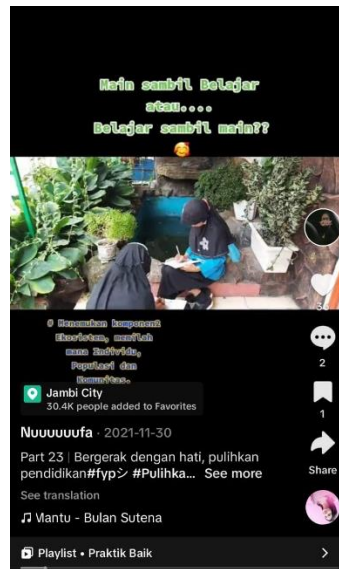 Main sambil Belajar
atau....
Belajar sambil main??
🥰
# Menemukan komponen2
Ekosistem, memilah
mana Individu,
Populasi dan
Komunitas.
Jambi City
30.4K people added to Favorites
2
1
Nuuuuuufa · 2021-11-30
Part 23 | Bergerak dengan hati, pulihkan
pendidikan#fypシ #Pulihka... See more
Share
See translation
♫ Mantu - Bulan Sutena
Playlist • Praktik Baik